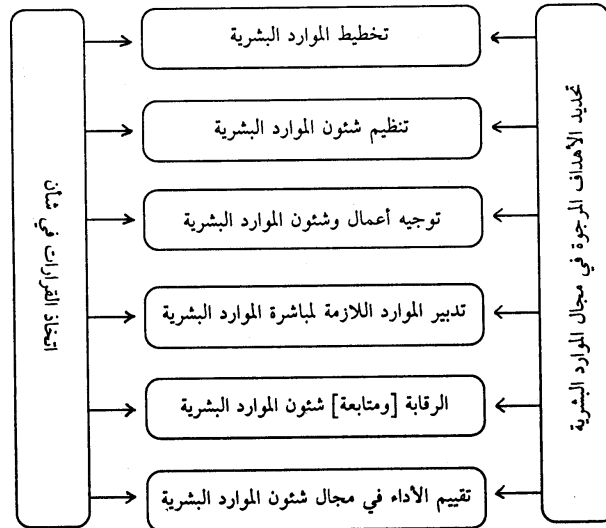 تحديد الأهداف المرجوة في مجال الموارد البشرية
تخطيط الموارد البشرية
تنظيم شئون الموارد البشرية
توجيه أعمال وشئون الموارد البشرية
تدبير الموارد اللازمة لمباشرة الموارد البشرية
الرقابة [ومتابعة] شئون الموارد البشرية
تقييم الأداء في مجال شئون الموارد البشرية
اتخاذ القرارات في شأن